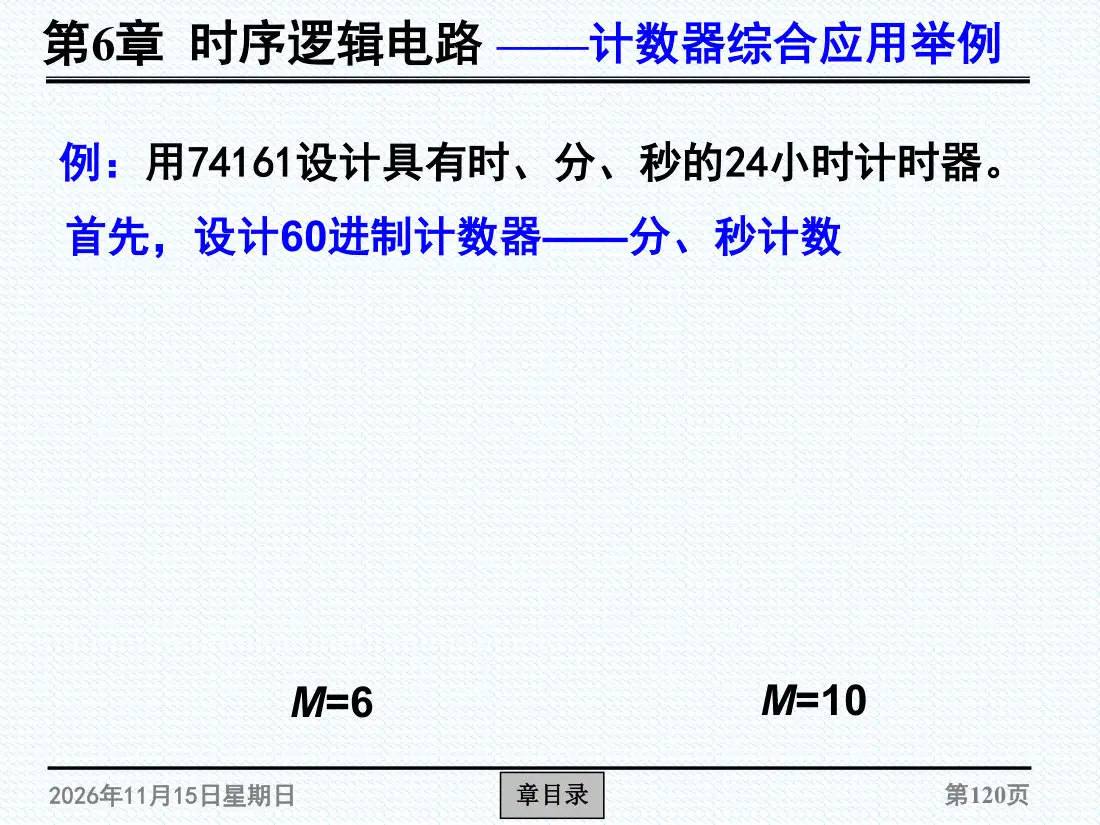 第6章 时序逻辑电路 ——计数器综合应用举例
例：用74161设计具有时、分、秒的24小时计时器。
首先，设计60进制计数器——分、秒计数
M=6 M=10
2026年11月15日星期日 章目录 第120页